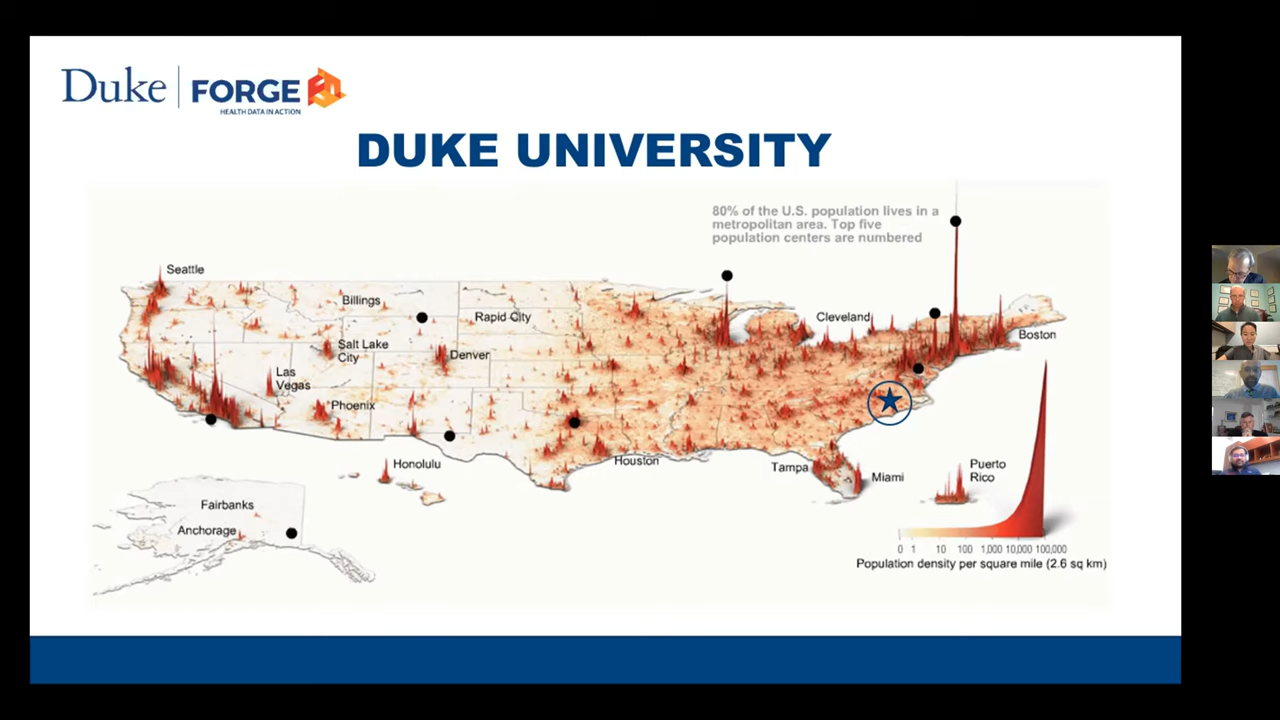 Duke FORGE
HEALTH DATA IN ACTION
DUKE UNIVERSITY
80% of the U.S. population lives in a
metropolitan area. Top five
population centers are numbered
Seattle
Billings
Rapid City
Cleveland
Boston
Salt Lake
City
Denver
Las
Vegas
Phoenix
Honolulu
Houston
Tampa
Miami
Puerto
Rico
Fairbanks
Anchorage
0 1 10 100 1,000 10,000 100,000
Population density per square mile (2.6 sq km)